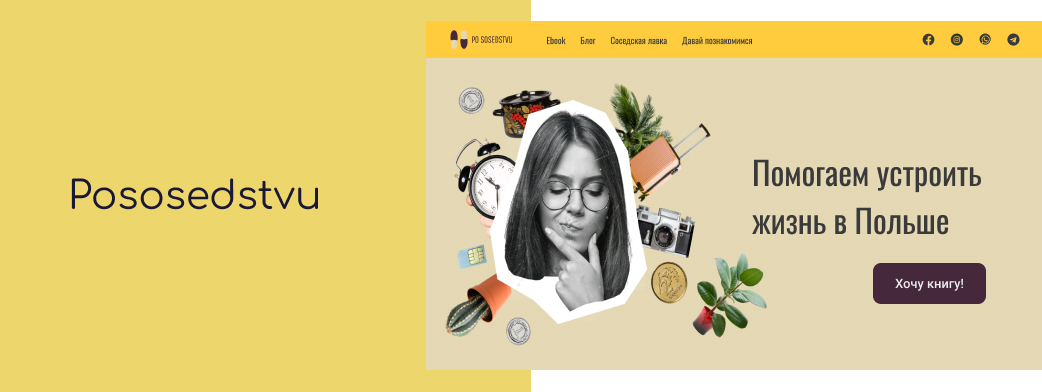 Pososedstvu
PO SOSEDSTVU
Ebook
Блог
Соседская лавка
Давай познакомимся
Помогаем устроить
жизнь в Польше
Хочу книгу!